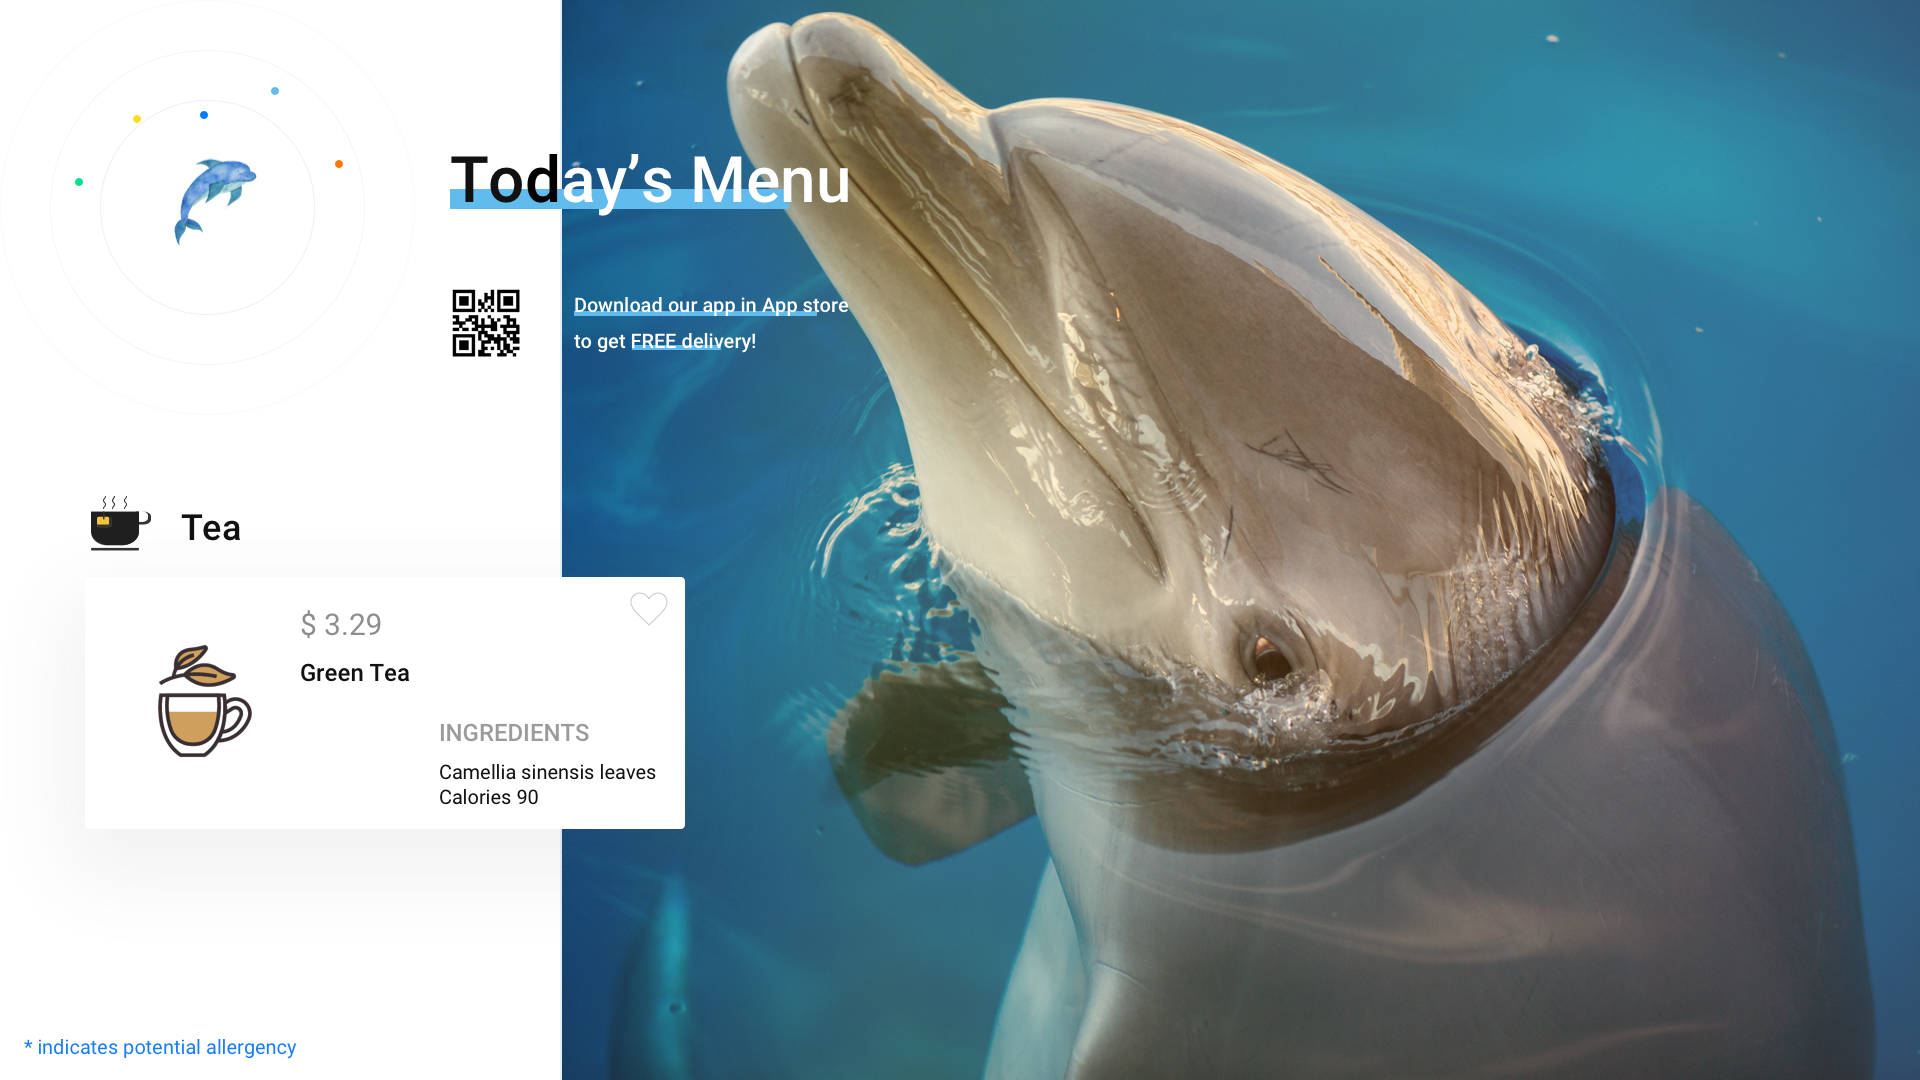 Today’s Menu
Download our app in App store
to get FREE delivery!
Tea
$ 3.29
Green Tea
INGREDIENTS
Camellia sinensis leaves
Calories 90
* indicates potential allergency